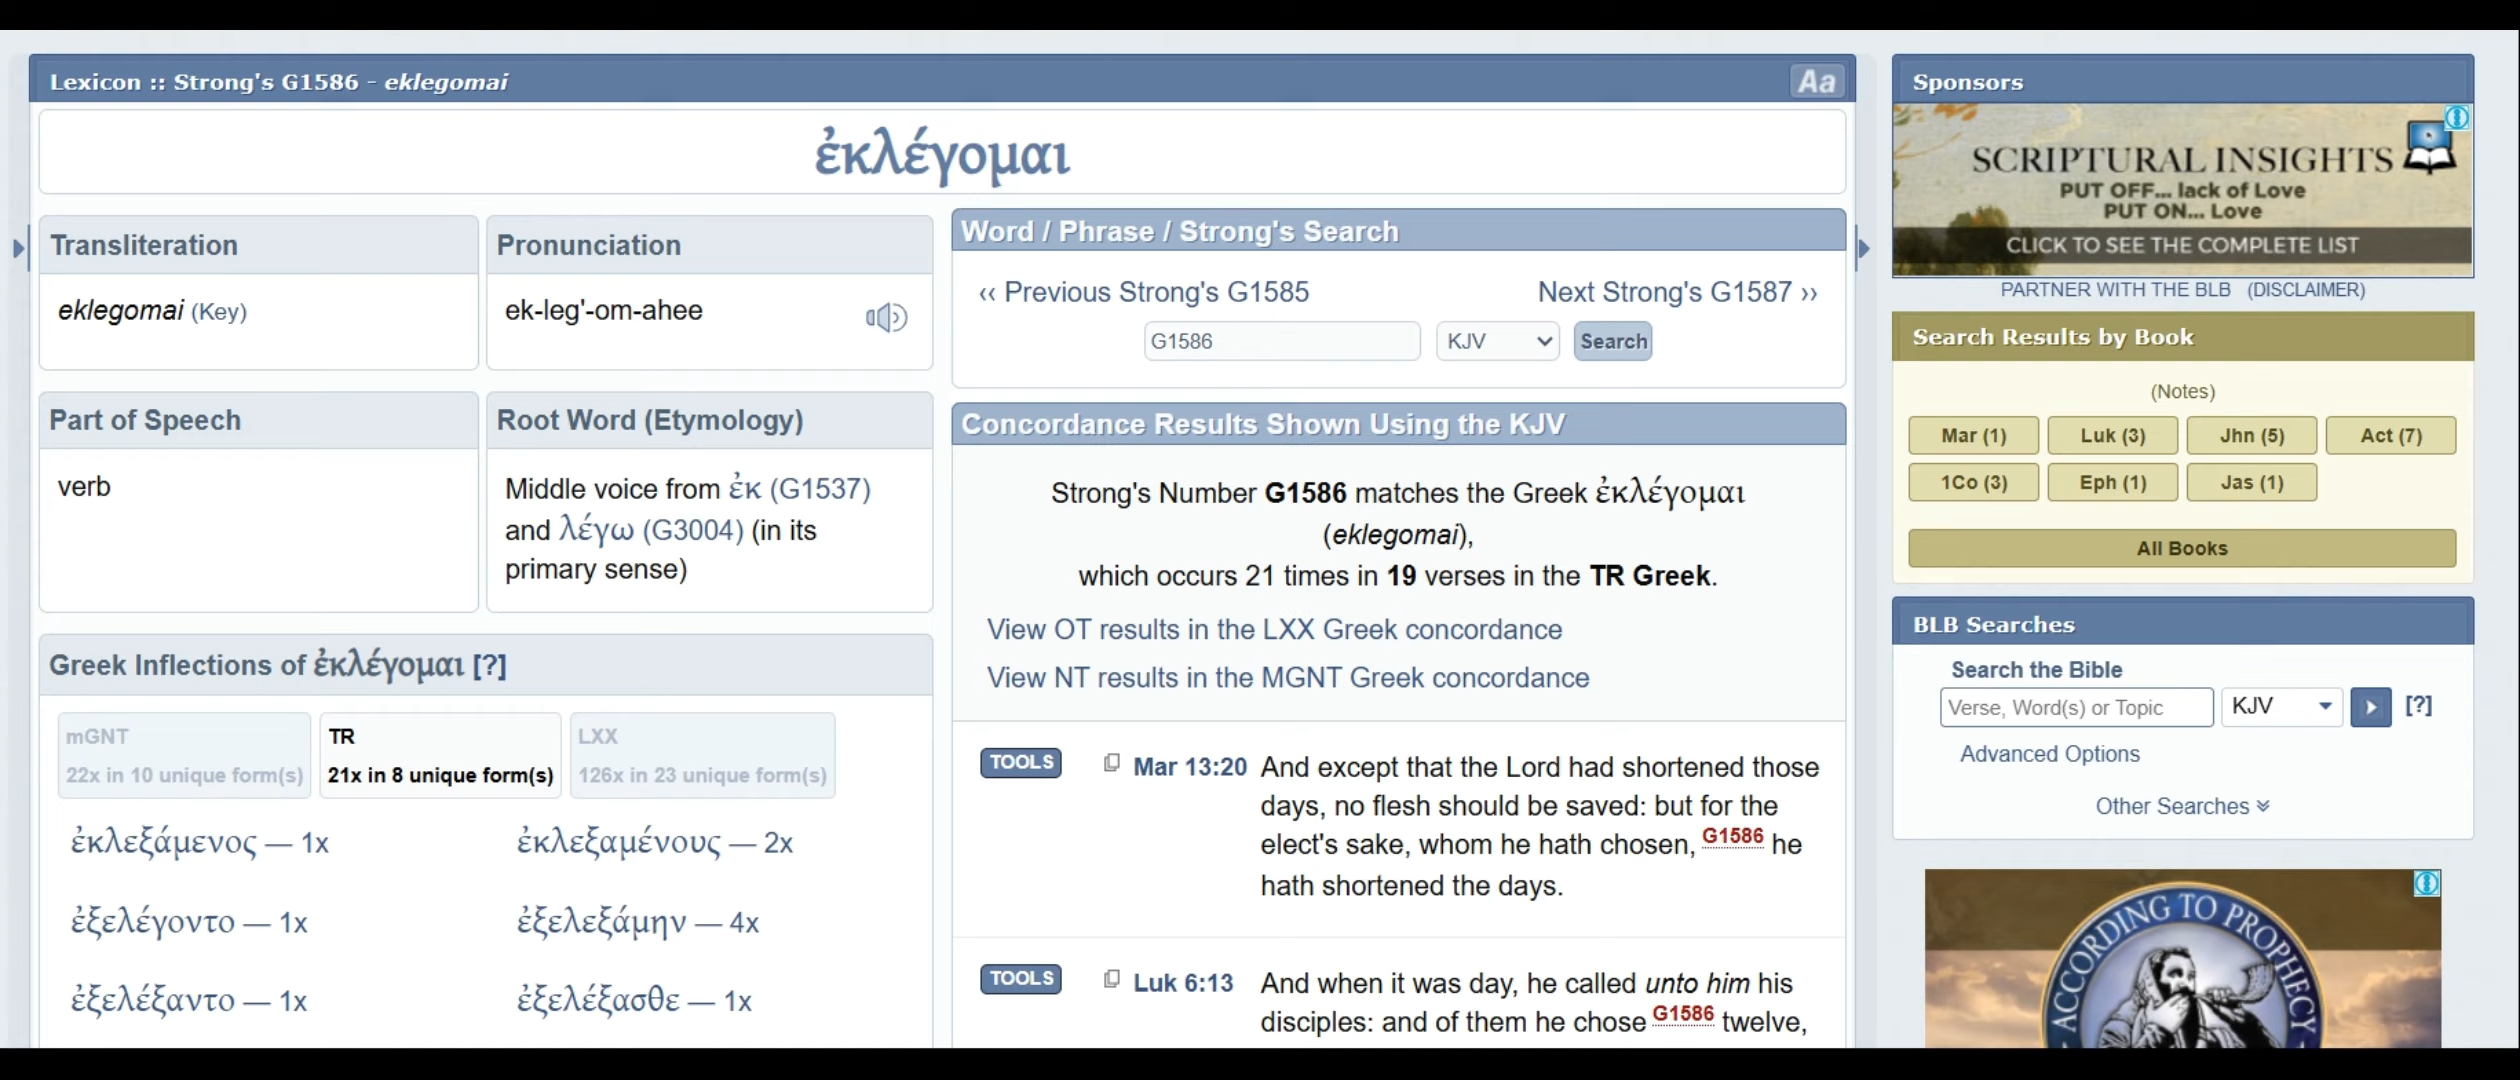 Lexicon :: Strong's G1586 - eklegomai
Aa
ἐκλέγομαι
Transliteration
eklegomai (Key)
Pronunciation
ek-leg'-om-ahee
Part of Speech
verb
Root Word (Etymology)
Middle voice from ἐκ (G1537)
and λέγω (G3004) (in its
primary sense)
Greek Inflections of ἐκλέγομαι [?]
mGNT
22x in 10 unique form(s)
TR
21x in 8 unique form(s)
LXX
126x in 23 unique form(s)
ἐκλεξάμενος — 1x
ἐκλεξαμένους — 2x
ἐξελέγοντο — 1x
ἐξελεξάμην — 4x
ἐξελέξαντο — 1x
ἐξελέξασθε — 1x
Word / Phrase / Strong's Search
‹‹ Previous Strong's G1585
Next Strong's G1587 ››
G1586
KJV
Search
Concordance Results Shown Using the KJV
Strong's Number G1586 matches the Greek ἐκλέγομαι
(eklegomai),
which occurs 21 times in 19 verses in the TR Greek.
View OT results in the LXX Greek concordance
View NT results in the MGNT Greek concordance
TOOLS
Mar 13:20 And except that the Lord had shortened those
days, no flesh should be saved: but for the
elect's sake, whom he hath chosen, G1586 he
hath shortened the days.
TOOLS
Luk 6:13 And when it was day, he called unto him his
disciples: and of them he chose G1586 twelve,
Sponsors
SCRIPTURAL INSIGHTS
PUT OFF... lack of Love
PUT ON... Love
CLICK TO SEE THE COMPLETE LIST
PARTNER WITH THE BLB (DISCLAIMER)
Search Results by Book
(Notes)
Mar (1) Luk (3) Jhn (5) Act (7)
1Co (3) Eph (1) Jas (1)
All Books
BLB Searches
Search the Bible
Verse, Word(s) or Topic
KJV
[?]
Advanced Options
Other Searches
ACCORDING TO PROPHECY